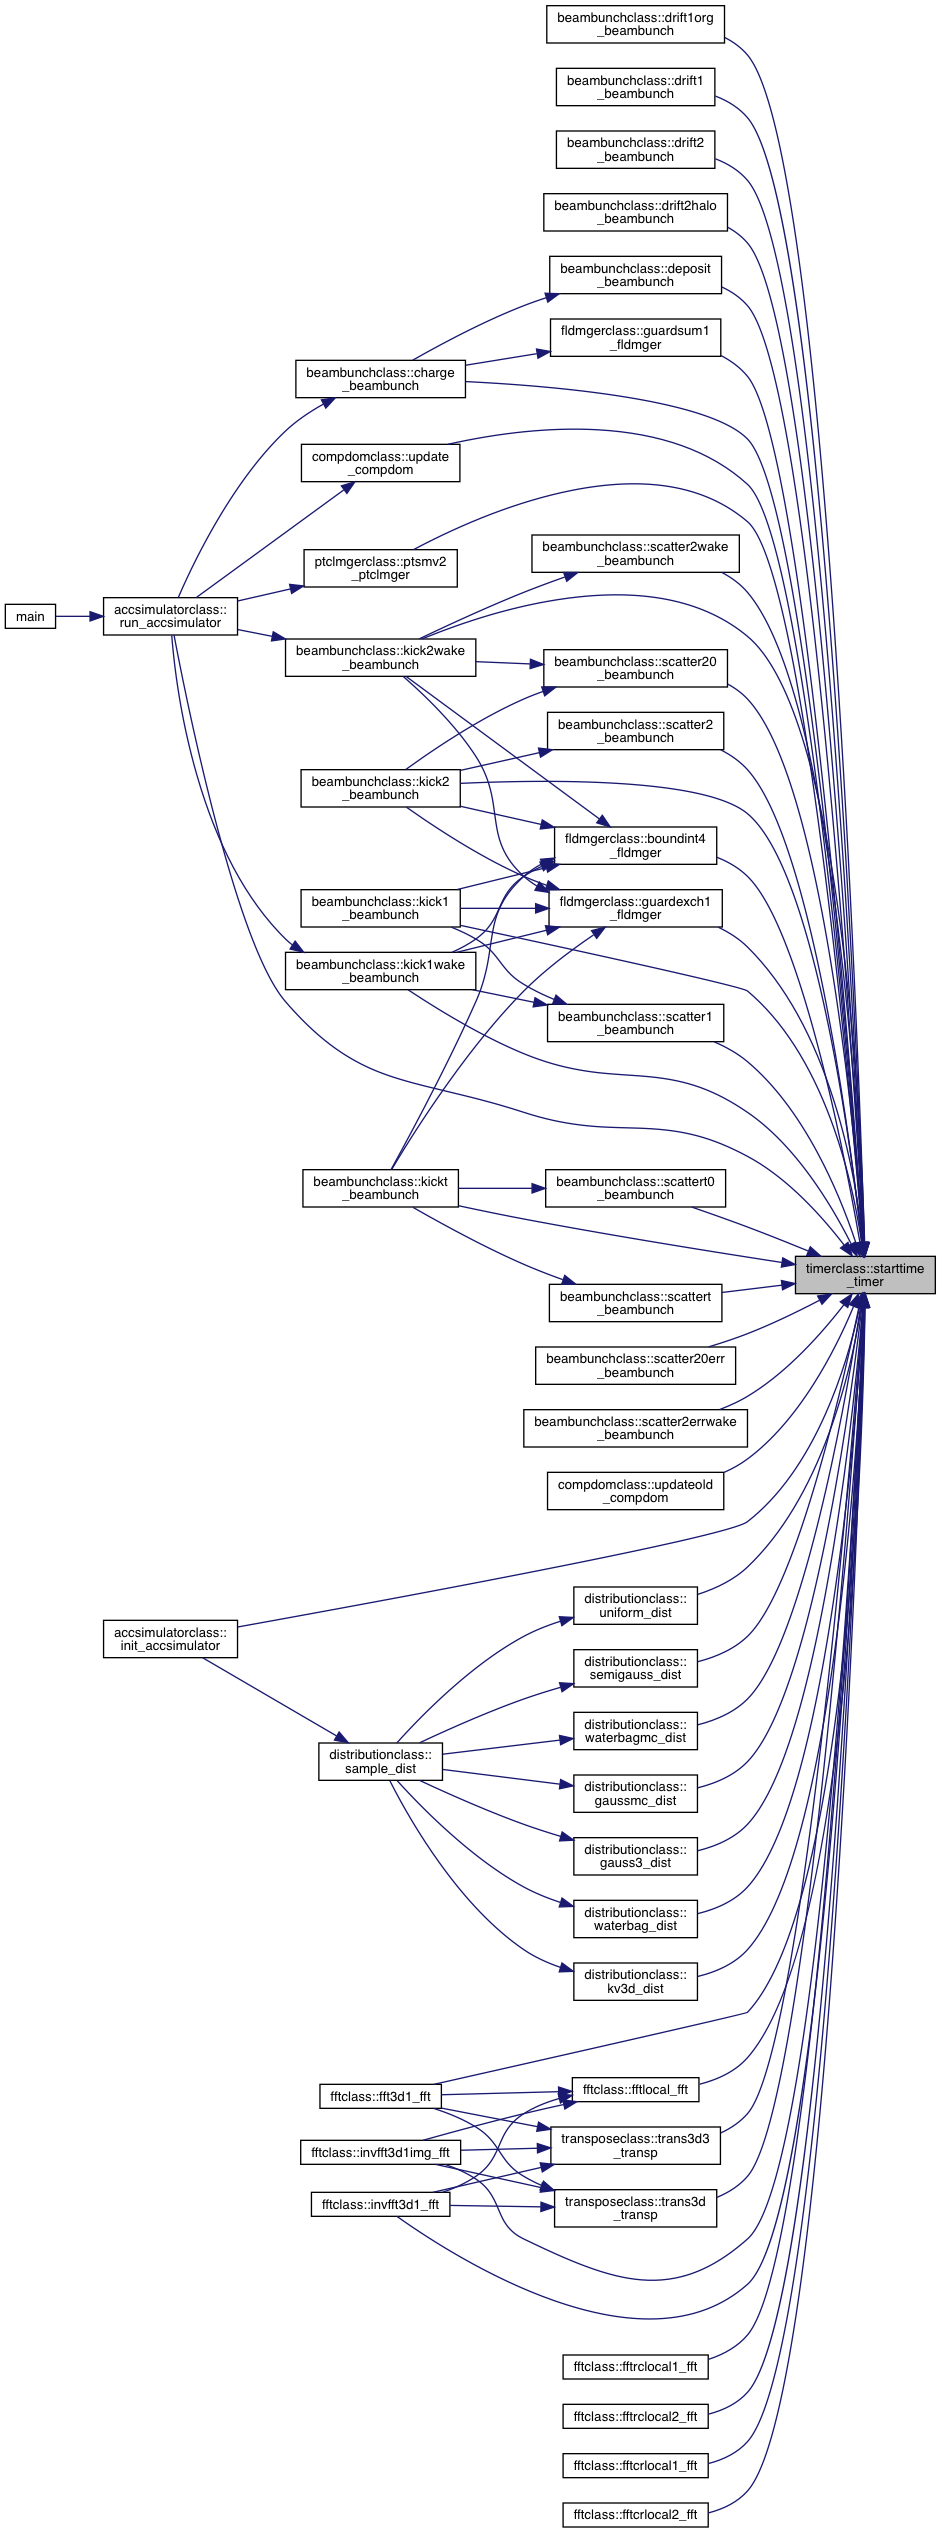 beambunchclass::drift1org
_beambunch
beambunchclass::drift1
_beambunch
beambunchclass::drift2
_beambunch
beambunchclass::drift2halo
_beambunch
beambunchclass::deposit
_beambunch
fldmgerclass::guardsum1
_fldmger
beambunchclass::charge
_beambunch
compdomclass::update
_compdom
beambunchclass::scatter2wake
_beambunch
ptclmgerclass::ptsmv2
_ptclmger
main
accsimulatorclass::
run_accsimulator
beambunchclass::kick2wake
_beambunch
beambunchclass::scatter20
_beambunch
beambunchclass::scatter2
_beambunch
beambunchclass::kick2
_beambunch
fldmgerclass::boundint4
_fldmger
beambunchclass::kick1
_beambunch
fldmgerclass::guardexch1
_fldmger
beambunchclass::kick1wake
_beambunch
beambunchclass::scatter1
_beambunch
beambunchclass::kickt
_beambunch
beambunchclass::scattert0
_beambunch
timerclass::starttime
_timer
beambunchclass::scattert
_beambunch
beambunchclass::scatter20err
_beambunch
beambunchclass::scatter2errwake
_beambunch
compdomclass::updateold
_compdom
distributionclass::
uniform_dist
accsimulatorclass::
init_accsimulator
distributionclass::
semigauss_dist
distributionclass::
waterbagmc_dist
distributionclass::
sample_dist
distributionclass::
gaussmc_dist
distributionclass::
gauss3_dist
distributionclass::
waterbag_dist
distributionclass::
kv3d_dist
fftclass::fftlocal_fft
fftclass::fft3d1_fft
transposeclass::trans3d3
_transp
fftclass::invfft3d1img_fft
fftclass::invfft3d1_fft
transposeclass::trans3d
_transp
fftclass::fftrclocal1_fft
fftclass::fftrclocal2_fft
fftclass::fftcrlocal1_fft
fftclass::fftcrlocal2_fft